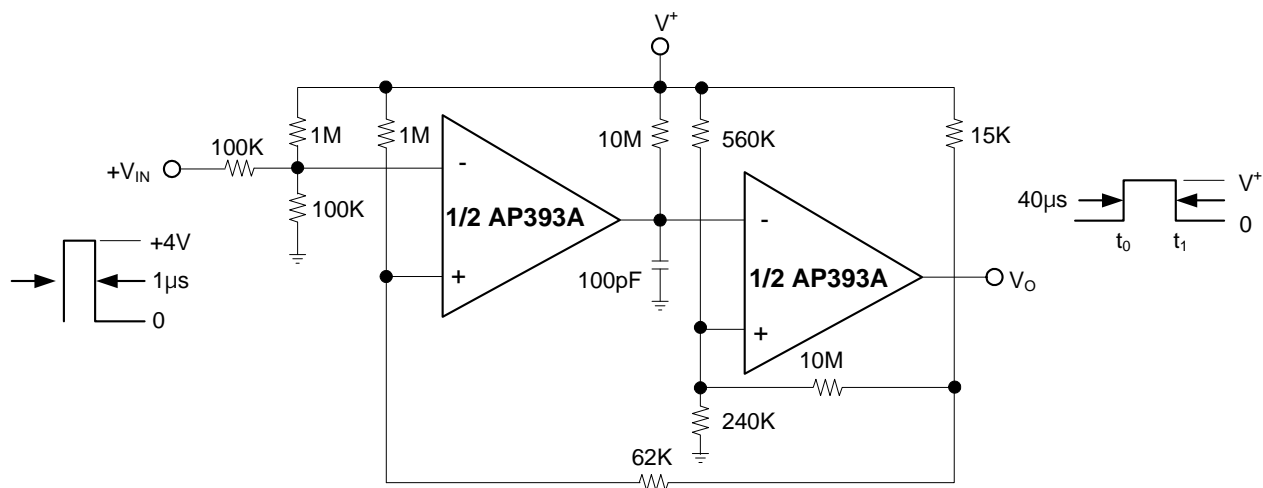 V+
1M
1M
10M
560K
15K
100K
+VIN
-
-
100K
1/2 AP393A
V+
40µs
0
t0
t1
+4V
1µs
0
+
100pF
1/2 AP393A
VO
+
10M
240K
62K